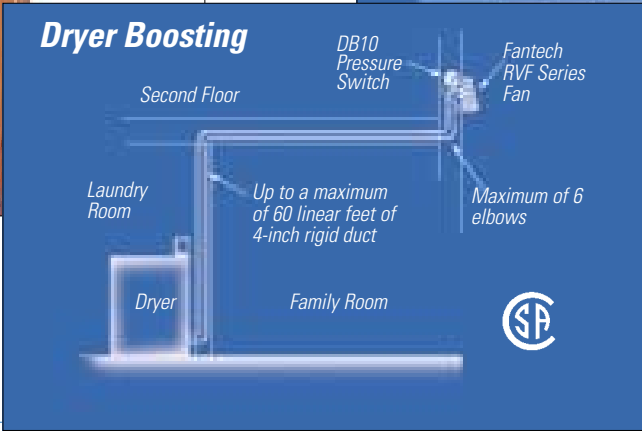 Dryer Boosting
DB10
Pressure
Switch
Fantech
RVF Series
Fan
Second Floor
Laundry
Room
Up to a maximum
of 60 linear feet of
4-inch rigid duct
Maximum of 6
elbows
Dryer
Family Room
CSA